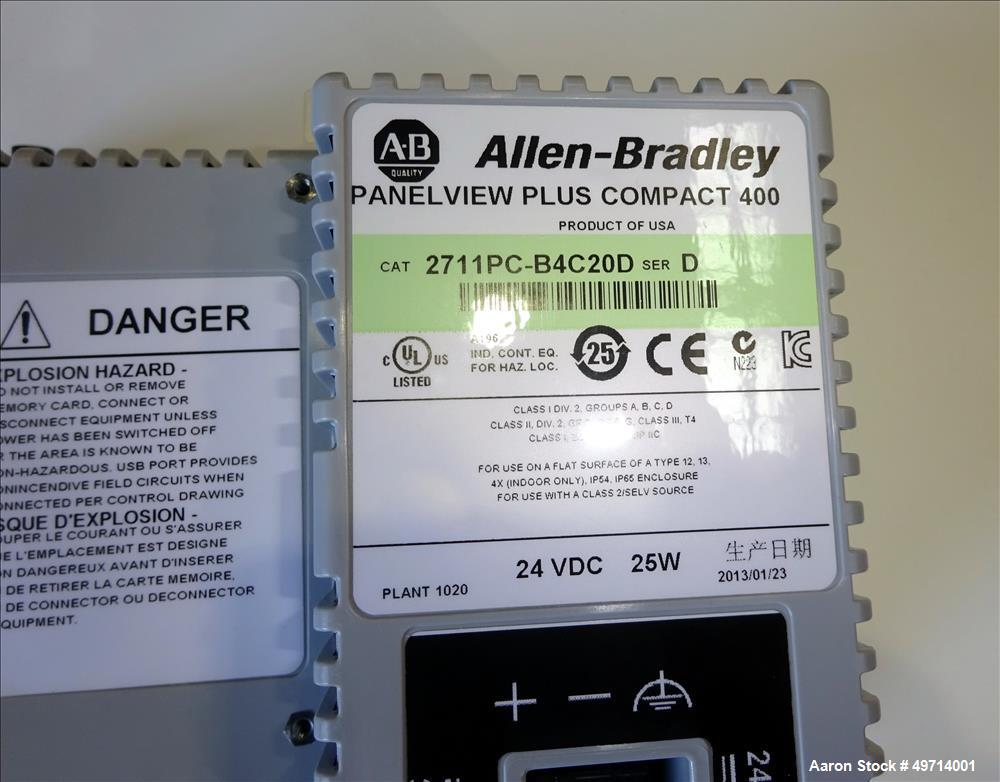 A·B
QUALITY
Allen-Bradley
PANELVIEW PLUS COMPACT 400
PRODUCT OF USA
CAT 2711PC-B4C20D SER D
C UL US
LISTED
IND. CONT. EQ.
FOR HAZ. LOC.
25
CE
N223
KC
CLASS I DIV. 2, GROUPS A, B, C, D
CLASS II, DIV. 2, G, CLASS III, T4
CLASS I, IIC
FOR USE ON A FLAT SURFACE OF A TYPE 12, 13,
4X (INDOOR ONLY), IP54, IP65 ENCLOSURE
FOR USE WITH A CLASS 2/SELV SOURCE
24 VDC 25W
生产日期
PLANT 1020
2013/01/23
+ −
24
DANGER
XPLOSION HAZARD -
O NOT INSTALL OR REMOVE
EMORY CARD, CONNECT OR
SCONNECT EQUIPMENT UNLESS
OWER HAS BEEN SWITCHED OFF
R THE AREA IS KNOWN TO BE
ON-HAZARDOUS. USB PORT PROVIDES
ONINCENDIVE FIELD CIRCUITS WHEN
ONNECTED PER CONTROL DRAWING
SQUE D'EXPLOSION -
OUPER LE COURANT OU S'ASSURER
E L'EMPLACEMENT EST DESIGNE
ON DANGEREUX AVANT D'INSERER
DE RETIRER LA CARTE MEMOIRE,
DE CONNECTOR OU DECONNECTOR
QUIPMENT.
Aaron Stock # 49714001